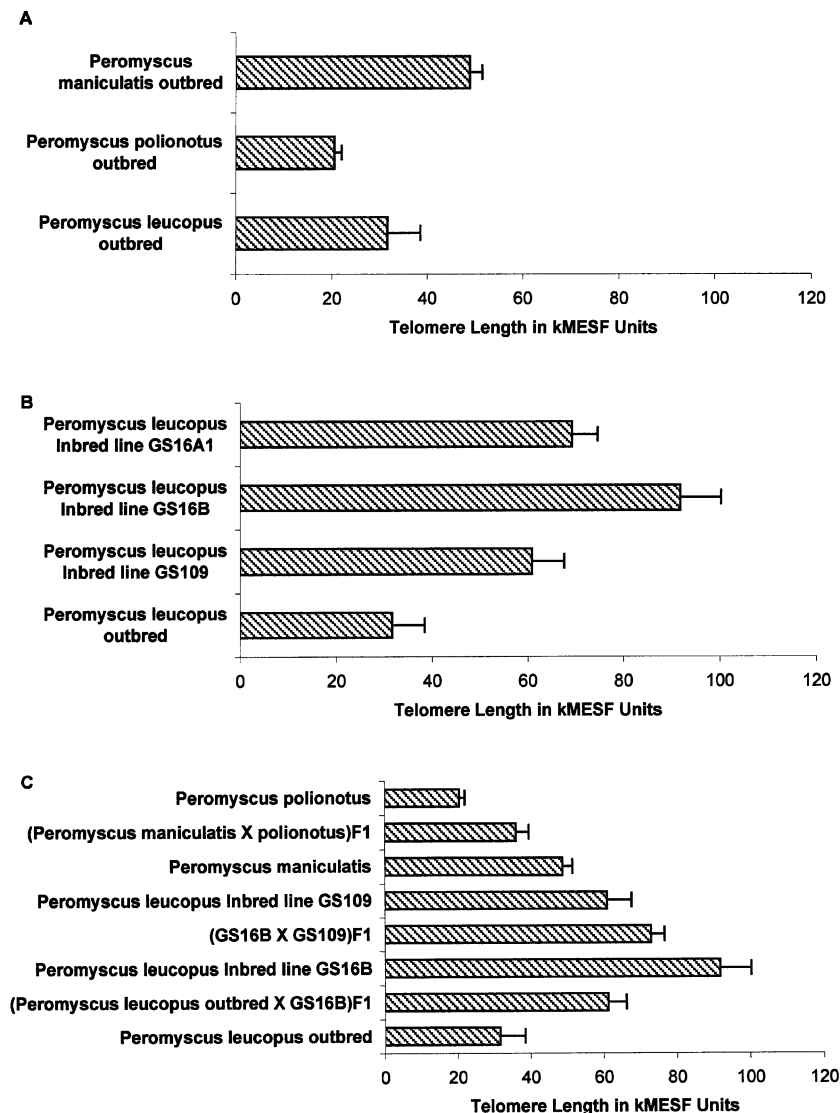 A
Peromyscus
maniculatis outbred
Peromyscus polionotus
outbred
Peromyscus leucopus
outbred
0 20 40 60 80 100 120
Telomere Length in kMESF Units
B
Peromyscus leucopus
Inbred line GS16A1
Peromyscus leucopus
Inbred line GS16B
Peromyscus leucopus
Inbred line GS109
Peromyscus leucopus
outbred
0 20 40 60 80 100 120
Telomere Length in kMESF Units
C
Peromyscus polionotus
(Peromyscus maniculatis X polionotus)F1
Peromyscus maniculatis
Peromyscus leucopus Inbred line GS109
(GS16B X GS109)F1
Peromyscus leucopus Inbred line GS16B
(Peromyscus leucopus outbred X GS16B)F1
Peromyscus leucopus outbred
0 20 40 60 80 100 120
Telomere Length in kMESF Units